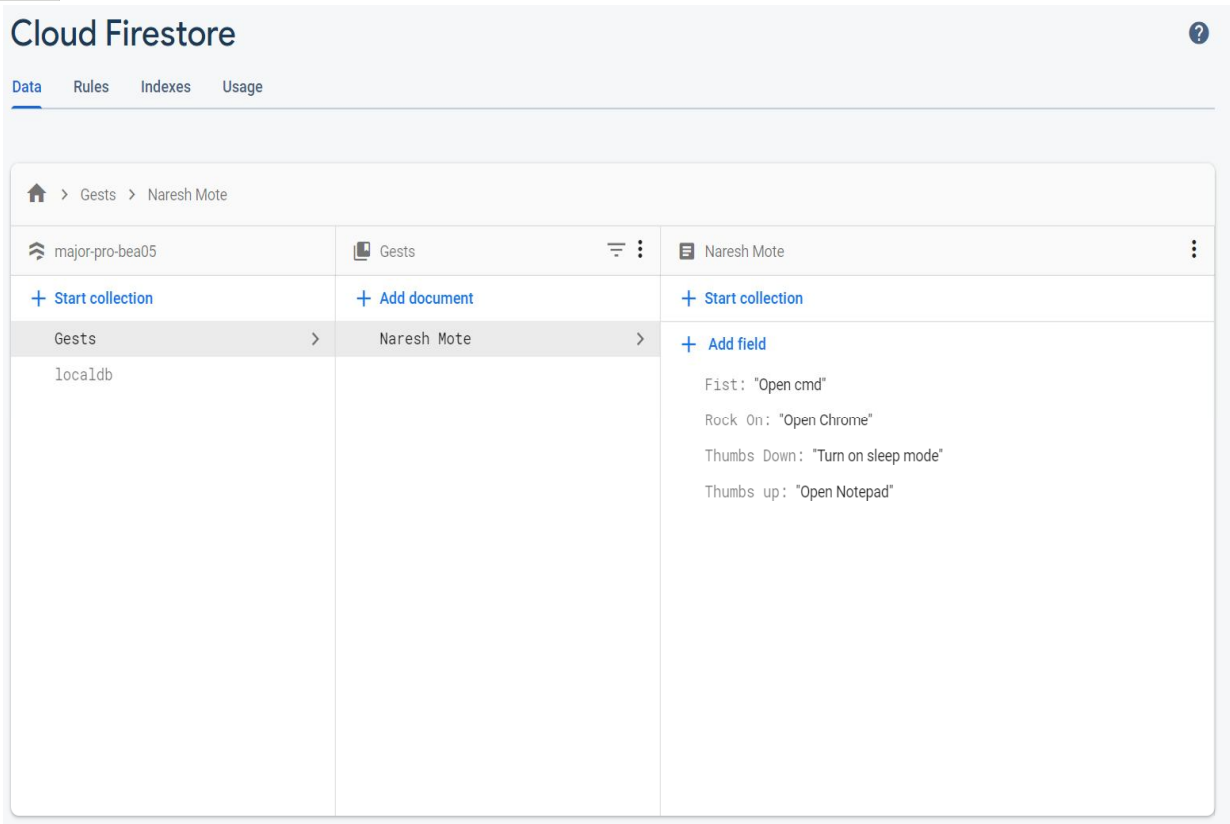 Cloud Firestore
?
Data Rules Indexes Usage
> Gests > Naresh Mote
major-pro-bea05
Gests
Naresh Mote
+ Start collection
+ Add document
+ Start collection
Gests >
localdb
Naresh Mote >
+ Add field
Fist: "Open cmd"
Rock On: "Open Chrome"
Thumbs Down: "Turn on sleep mode"
Thumbs up: "Open Notepad"